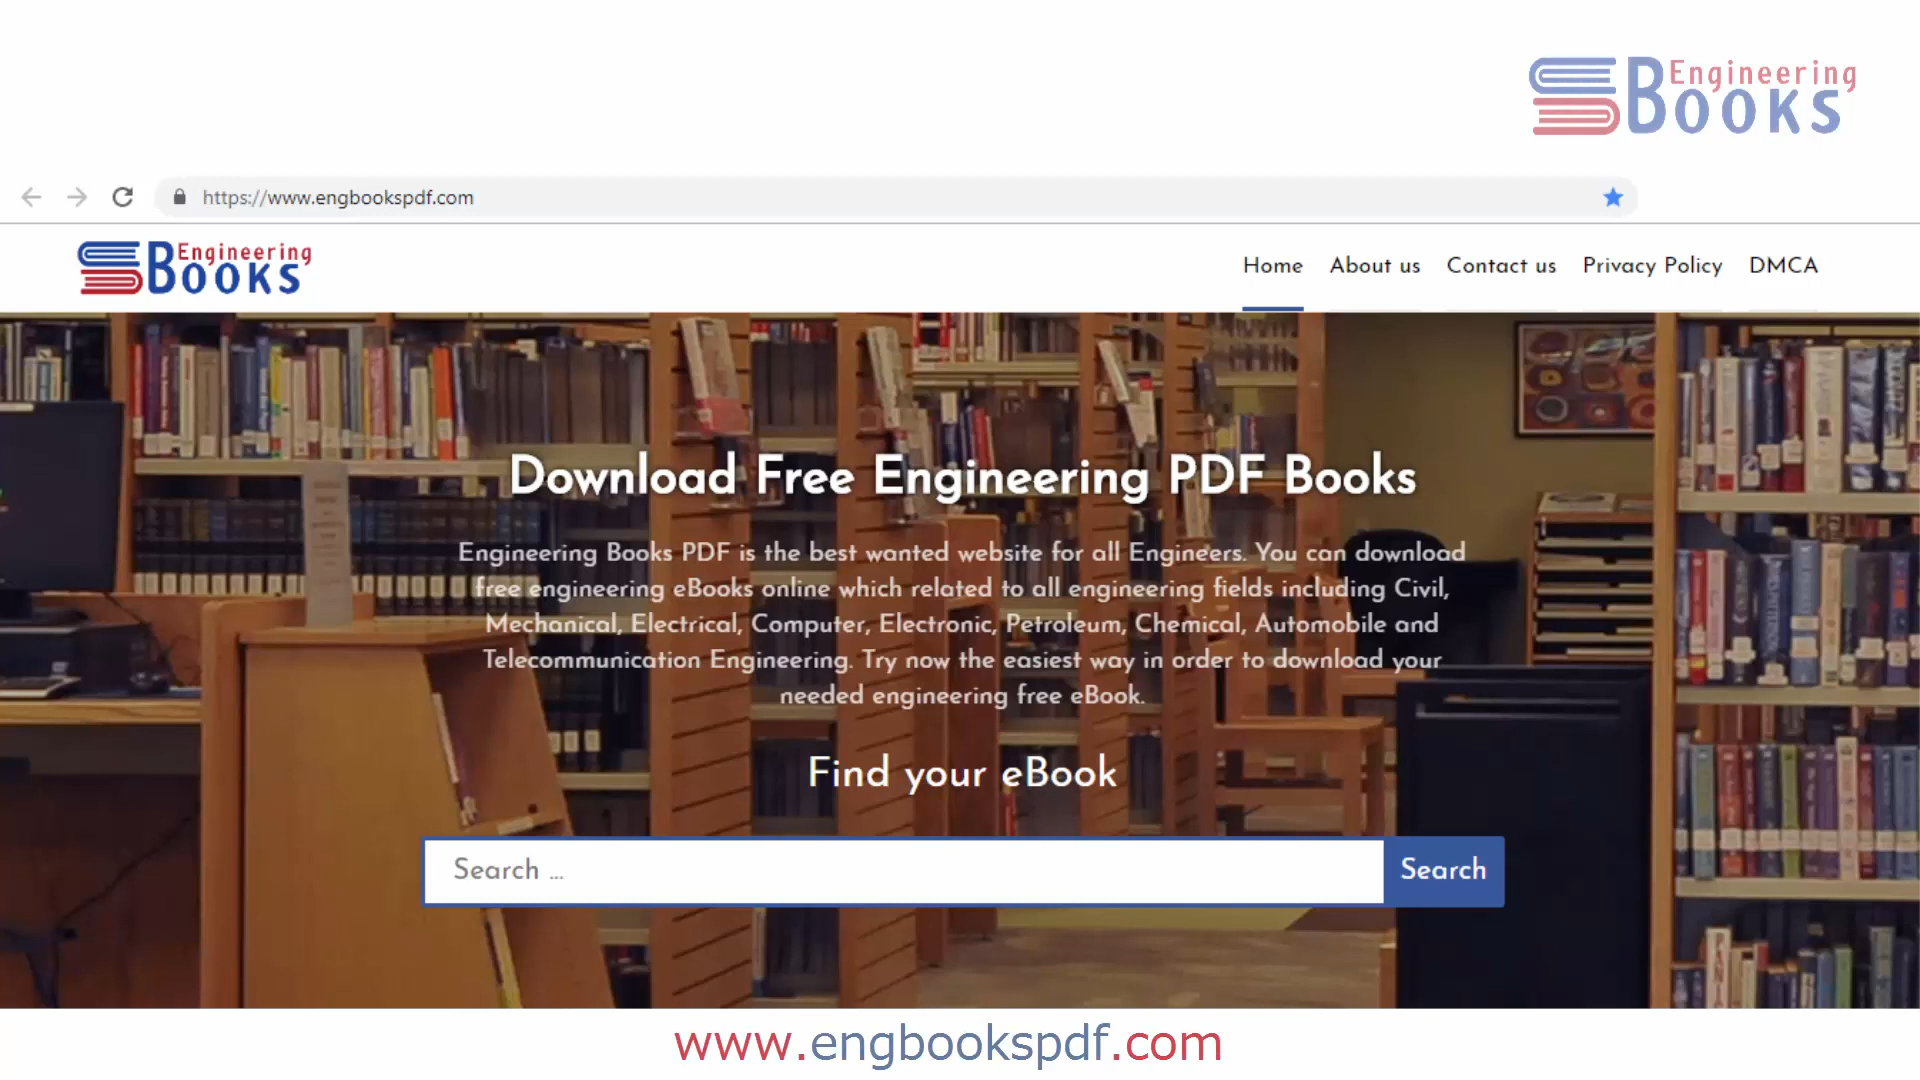 Engineering
BOOKS
https://www.engbookspdf.com
Engineering
BOOKS
Home About us Contact us Privacy Policy DMCA
Download Free Engineering PDF Books
Engineering Books PDF is the best wanted website for all Engineers. You can download
free engineering eBooks online which related to all engineering fields including Civil,
Mechanical, Electrical, Computer, Electronic, Petroleum, Chemical, Automobile and
Telecommunication Engineering. Try now the easiest way in order to download your
needed engineering free eBook.
Find your eBook
Search ... Search
www.engbookspdf.com